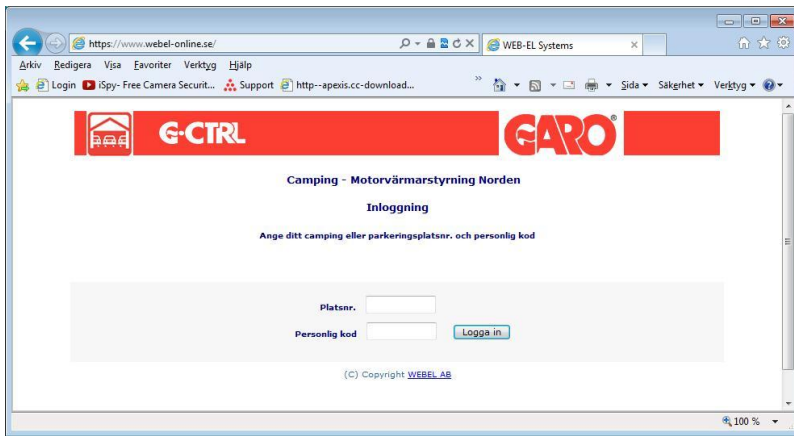 https://www.webel-online.se/
WEB-EL Systems
Arkiv Redigera Visa Favoriter Verktyg Hjälp
Login iSpy- Free Camera Securit... Support http--apexis.cc-download... » Sida Säkerhet Verktyg
G-CTRL GARO®
Camping - Motorvärmarstyrning Norden
Inloggning
Ange ditt camping eller parkeringsplatsnr. och personlig kod
Platsnr.
Personlig kod Logga in
(C) Copyright WEBEL AB
100 %